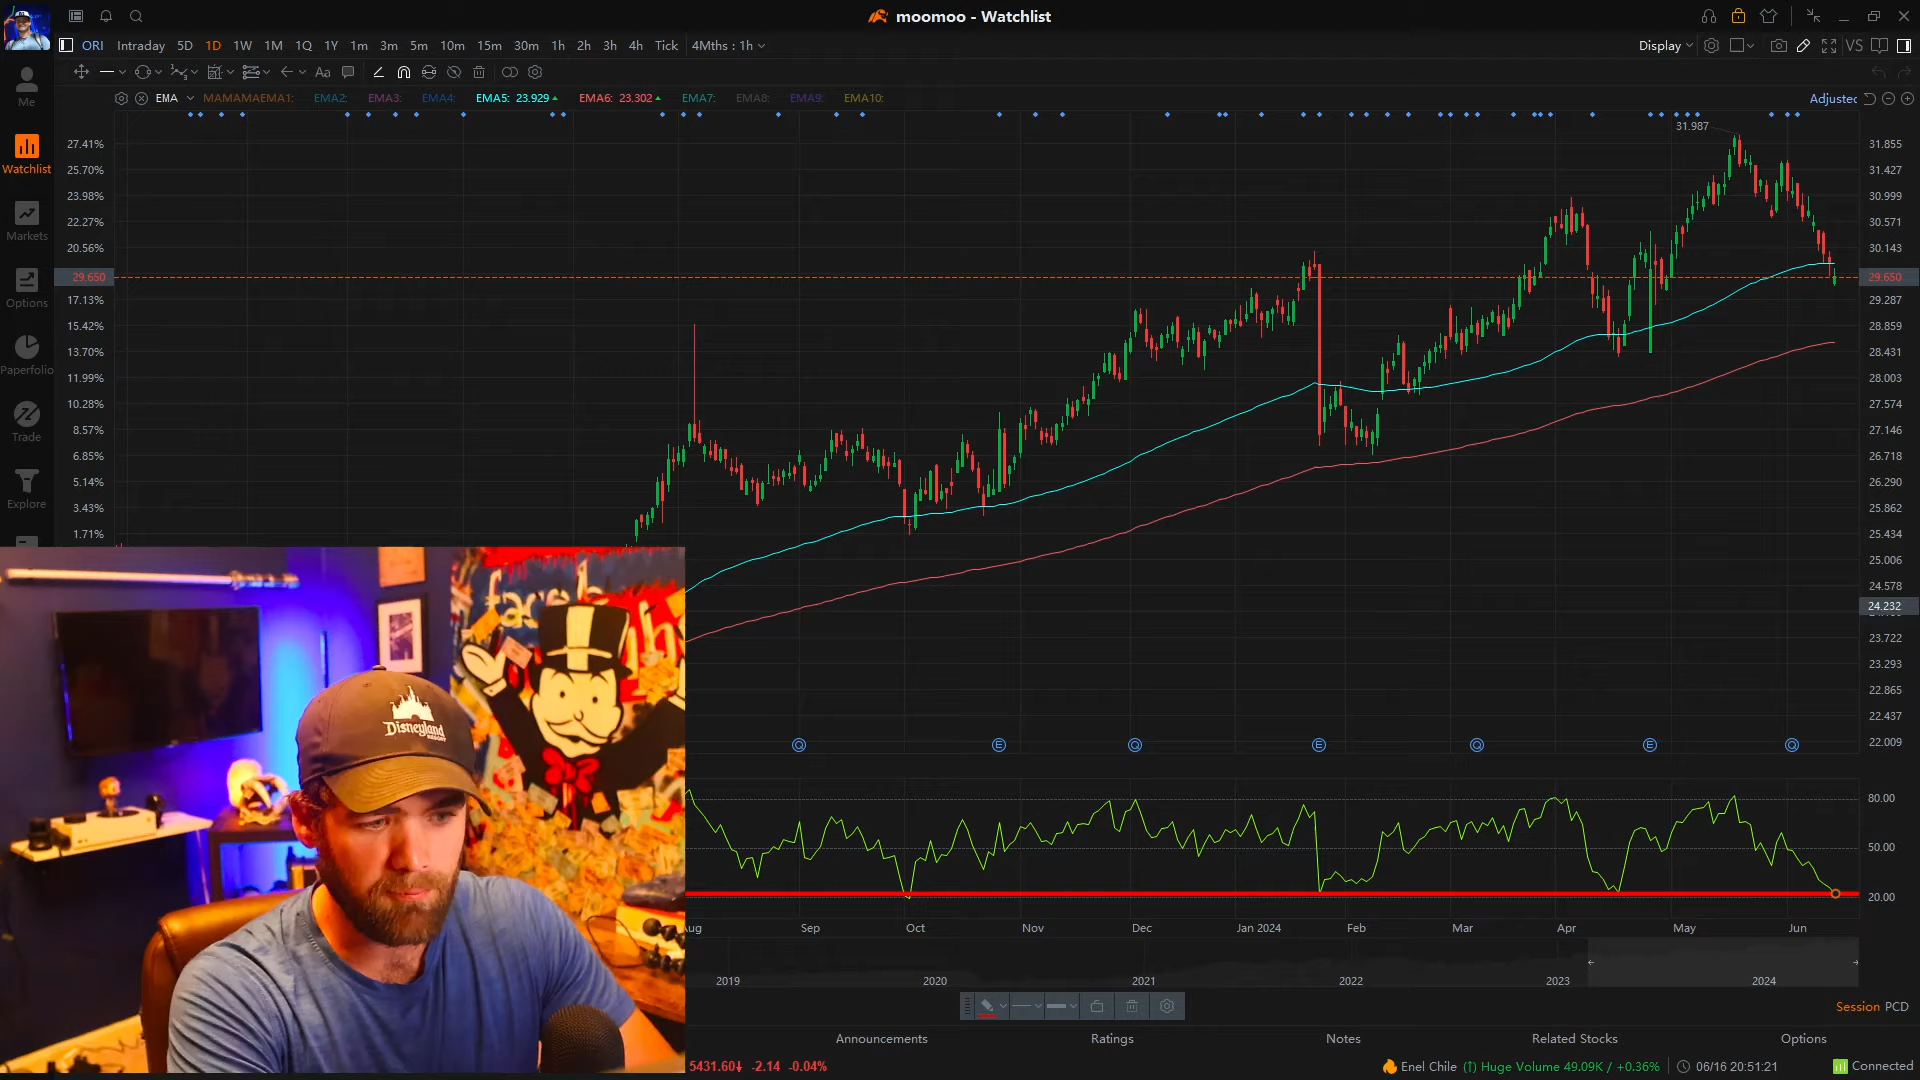 moomoo - Watchlist
ORI Intraday 5D 1D 1W 1M 1Q 1Y 1m 3m 5m 10m 15m 30m 1h 2h 3h 4h Tick 4Mths : 1h
Display VS
Aa
EMA MAMAMAEMA1: EMA2: EMA3: EMA4: EMA5: 23.929 EMA6: 23.302 EMA7: EMA8: EMA9: EMA10:
Adjusted
Me
Watchlist
Markets
Options
Paperfolio
Trade
Explore
27.41%
25.70%
23.98%
22.27%
20.56%
29.650
17.13%
15.42%
13.70%
11.99%
10.28%
8.57%
6.85%
5.14%
3.43%
1.71%
31.987
31.855
31.427
30.999
30.571
30.143
29.650
29.287
28.859
28.431
28.003
27.574
27.146
26.718
26.290
25.862
25.434
25.006
24.578
24.232
23.722
23.293
22.865
22.437
22.009
Q E Q E Q E Q
80.00
50.00
20.00
Aug Sep Oct Nov Dec Jan 2024 Feb Mar Apr May Jun
2019 2020 2021 2022 2023 2024
Session PCD
Announcements Ratings Notes Related Stocks Options
5431.60 -2.14 -0.04%
Enel Chile (↑) Huge Volume 49.09K / +0.36%
06/16 20:51:21
Connected
Disneyland
RESORT